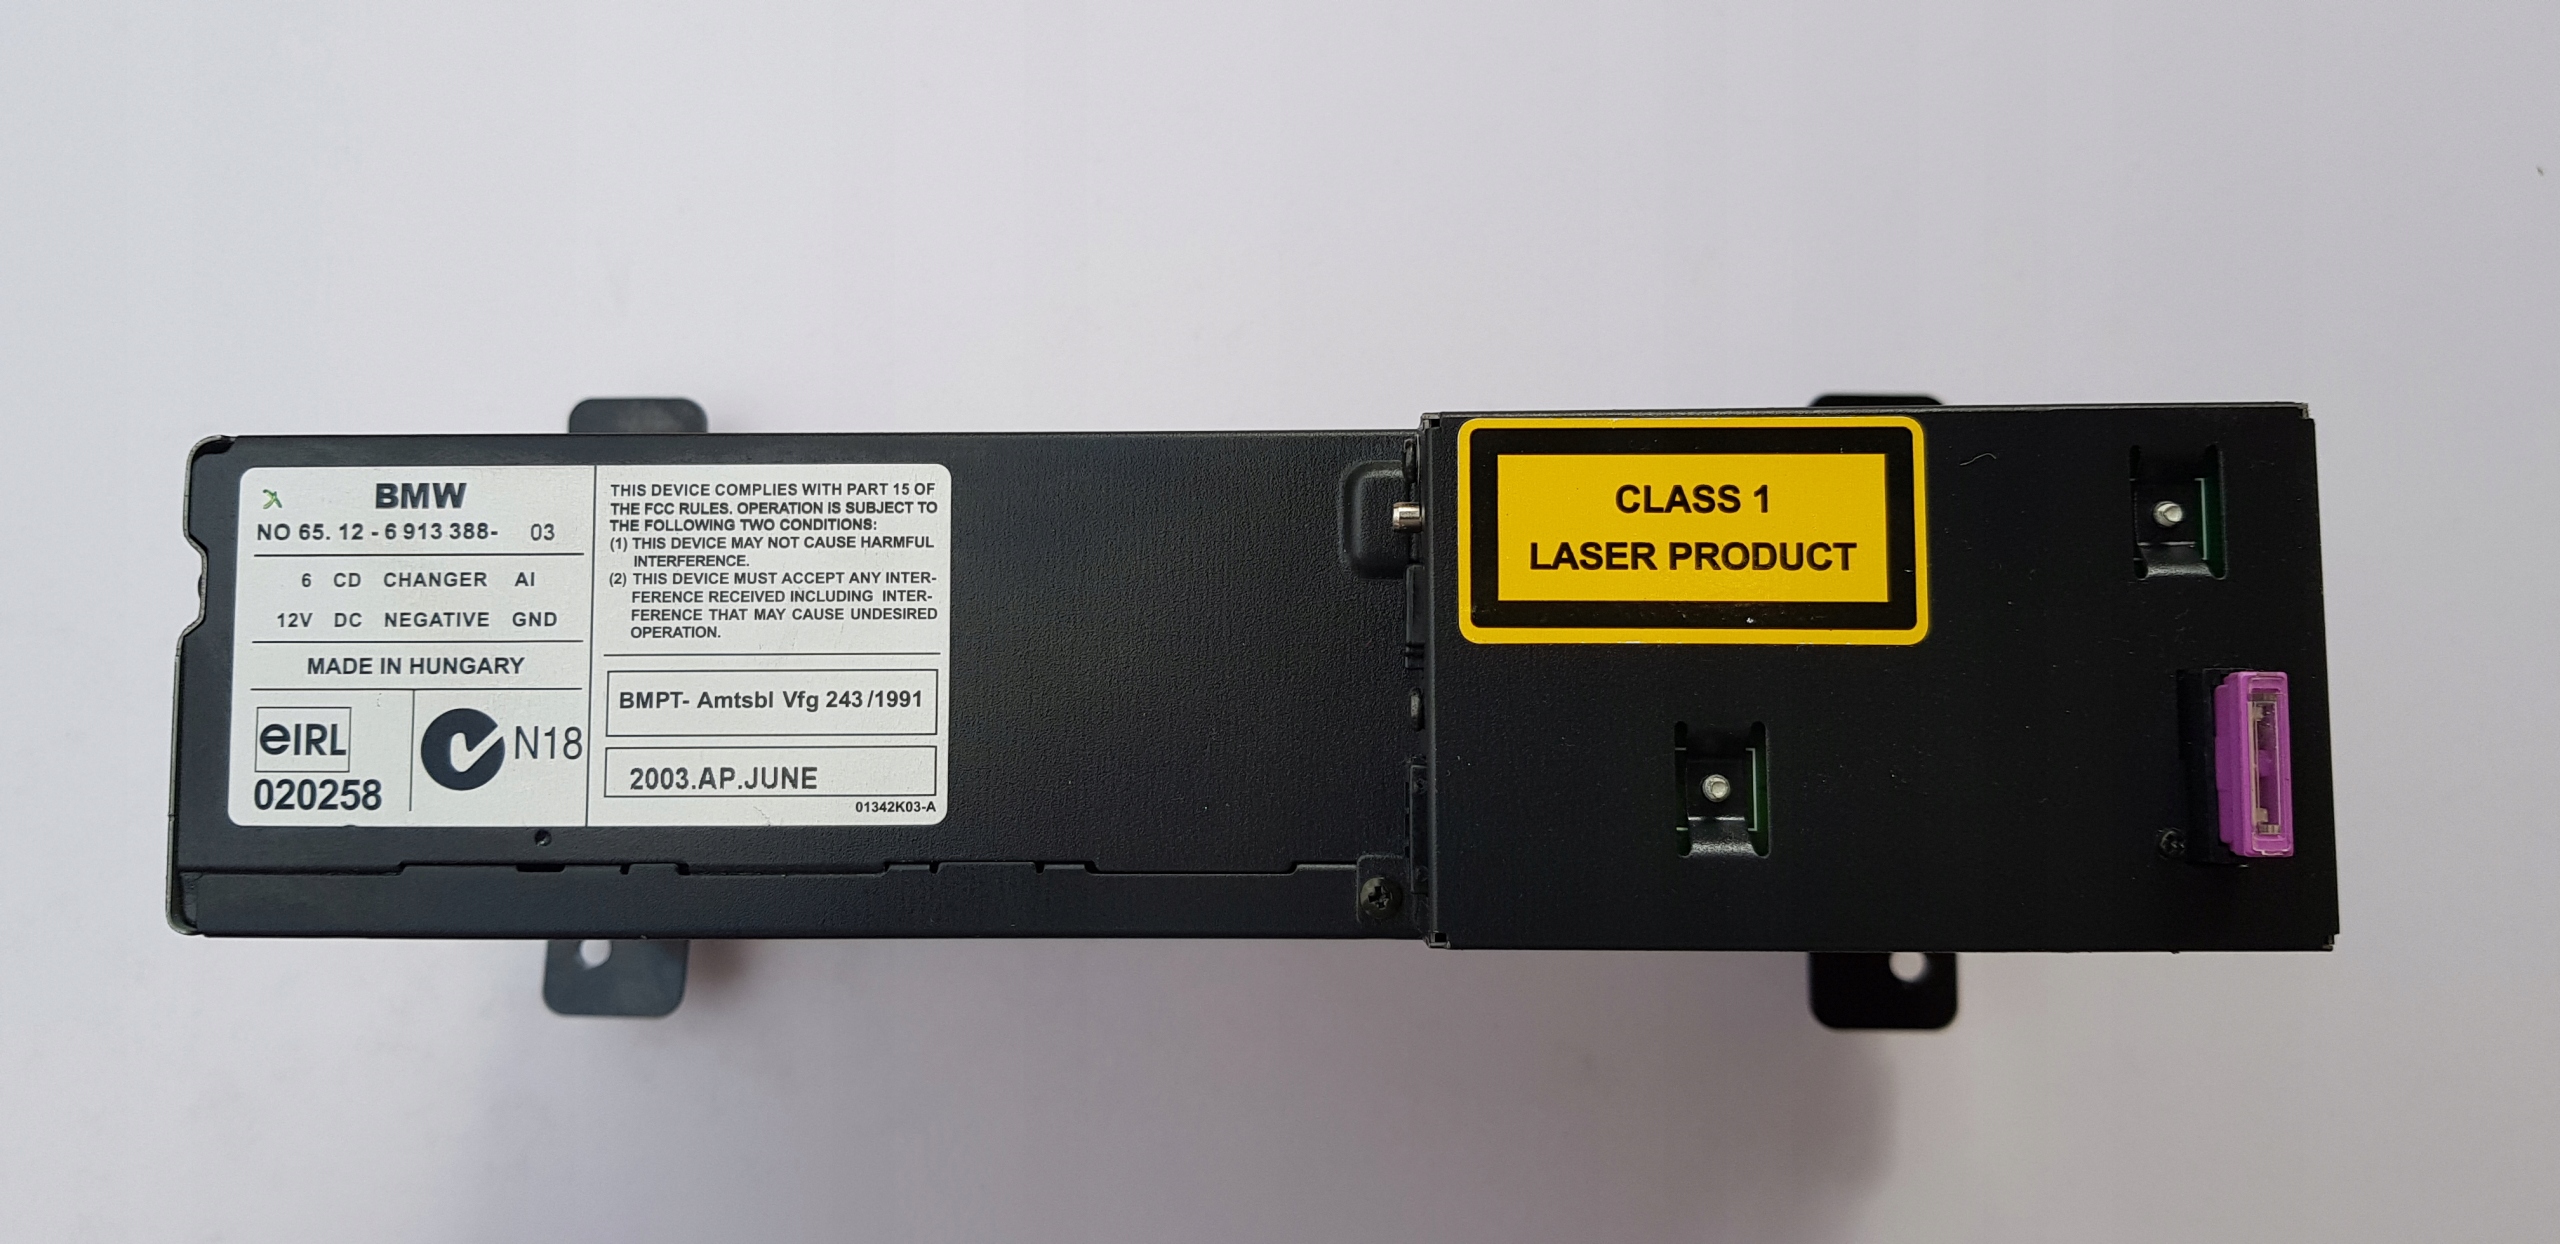 BMW
NO 65. 12 - 6 913 388- 03
6 CD CHANGER AI
12V DC NEGATIVE GND
MADE IN HUNGARY
eIRL
020258
N18
THIS DEVICE COMPLIES WITH PART 15 OF
THE FCC RULES. OPERATION IS SUBJECT TO
THE FOLLOWING TWO CONDITIONS:
(1) THIS DEVICE MAY NOT CAUSE HARMFUL
INTERFERENCE.
(2) THIS DEVICE MUST ACCEPT ANY INTER-
FERENCE RECEIVED INCLUDING INTER-
FERENCE THAT MAY CAUSE UNDESIRED
OPERATION.
BMPT- Amtsbl Vfg 243 /1991
2003.AP.JUNE
01342K03-A
CLASS 1
LASER PRODUCT